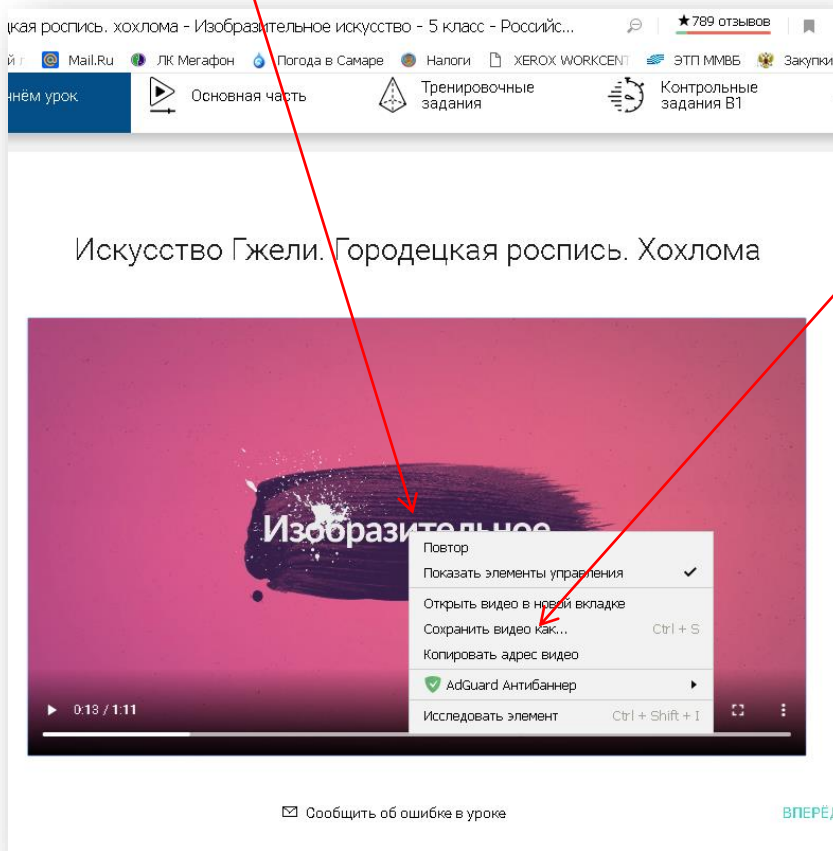 цкая роспись. хохлома - Изобразительное искусство - 5 класс - Российс... ★789 отзывов
Mail.Ru ЛК Мегафон Погода в Самаре Налоги XEROX WORKCENT ЭТП ММВБ Закупки
нём урок Основная часть Тренировочные задания Контрольные задания В1
Искусство Гжели. Городецкая роспись. Хохлома
Изобразительное
Повтор
Показать элементы управления
Открыть видео в новой вкладке
Сохранить видео как... Ctrl + S
Копировать адрес видео
AdGuard Антибаннер
Исследовать элемент Ctrl + Shift + I
0:13 / 1:11
Сообщить об ошибке в уроке ВПЕРЁД